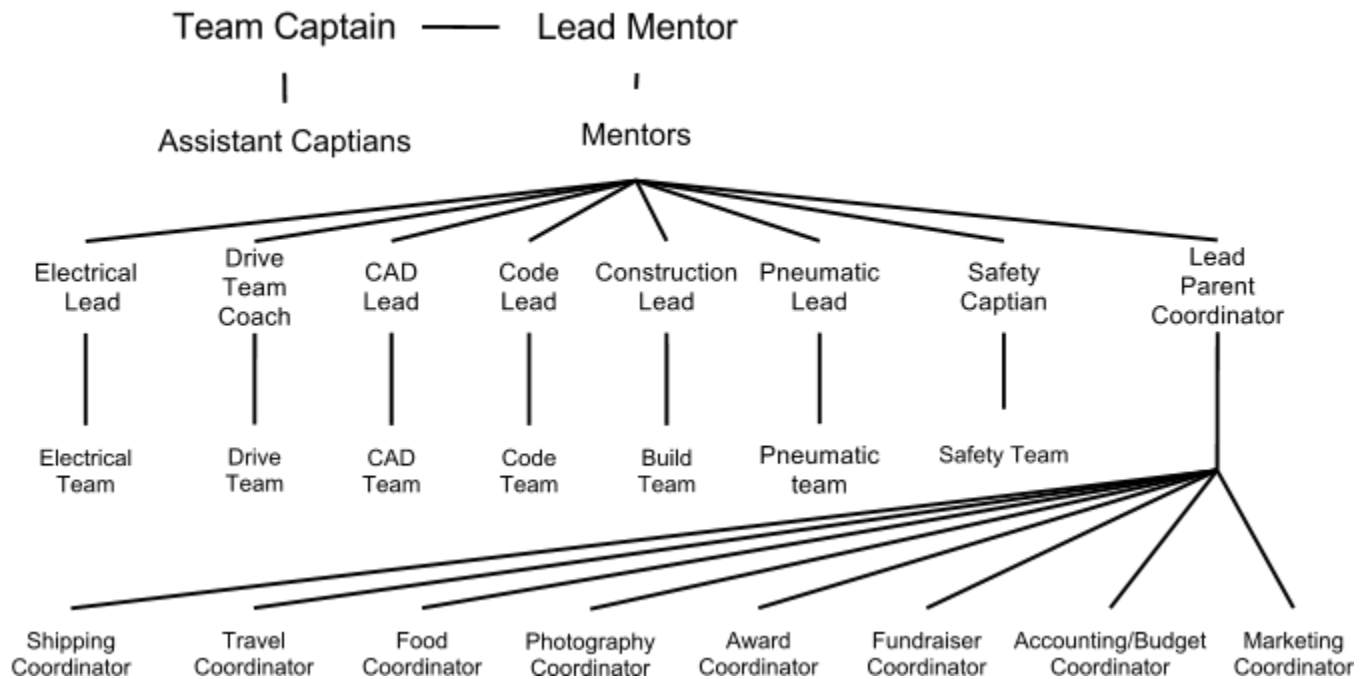 Team Captain
Lead Mentor
Assistant Captians
Mentors
Electrical
Lead
Drive
Team
Coach
CAD
Lead
Code
Lead
Construction
Lead
Pneumatic
Lead
Safety
Captian
Lead
Parent
Coordinator
Electrical
Team
Drive
Team
CAD
Team
Code
Team
Build
Team
Pneumatic
team
Safety Team
Shipping
Coordinator
Travel
Coordinator
Food
Coordinator
Photography
Coordinator
Award
Coordinator
Fundraiser
Coordinator
Accounting/Budget
Coordinator
Marketing
Coordinator